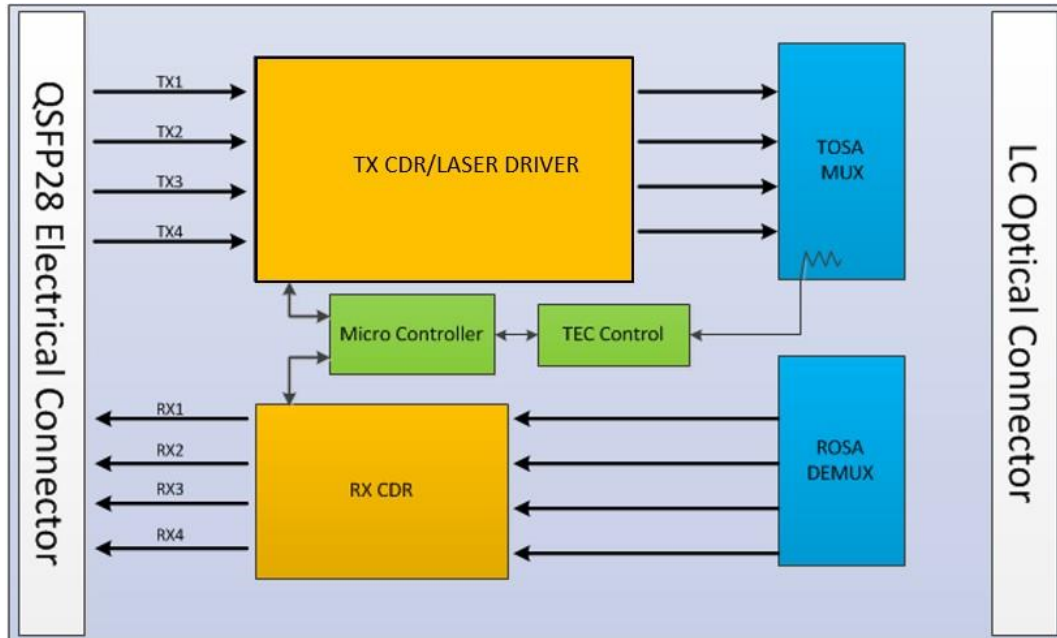 QSFP28 Electrical Connector
TX1
TX2
TX3
TX4
TX CDR/LASER DRIVER
TOSA
MUX
LC Optical Connector
Micro Controller
TEC Control
RX1
RX2
RX3
RX4
RX CDR
ROSA
DEMUX